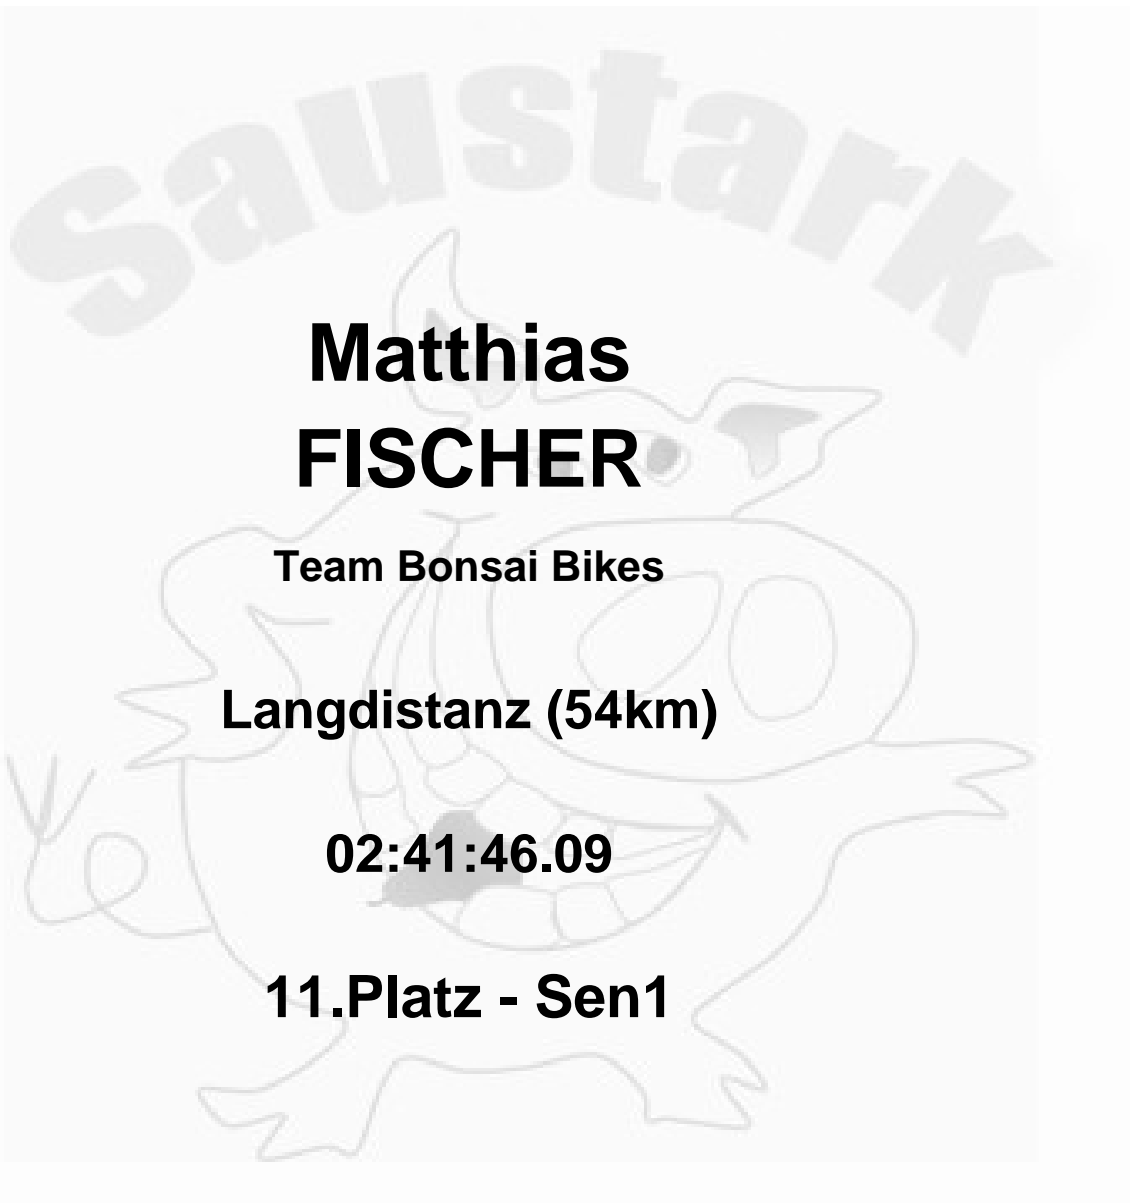 Saustark
Matthias
FISCHER
Team Bonsai Bikes
Langdistanz (54km)
02:41:46.09
11.Platz - Sen1